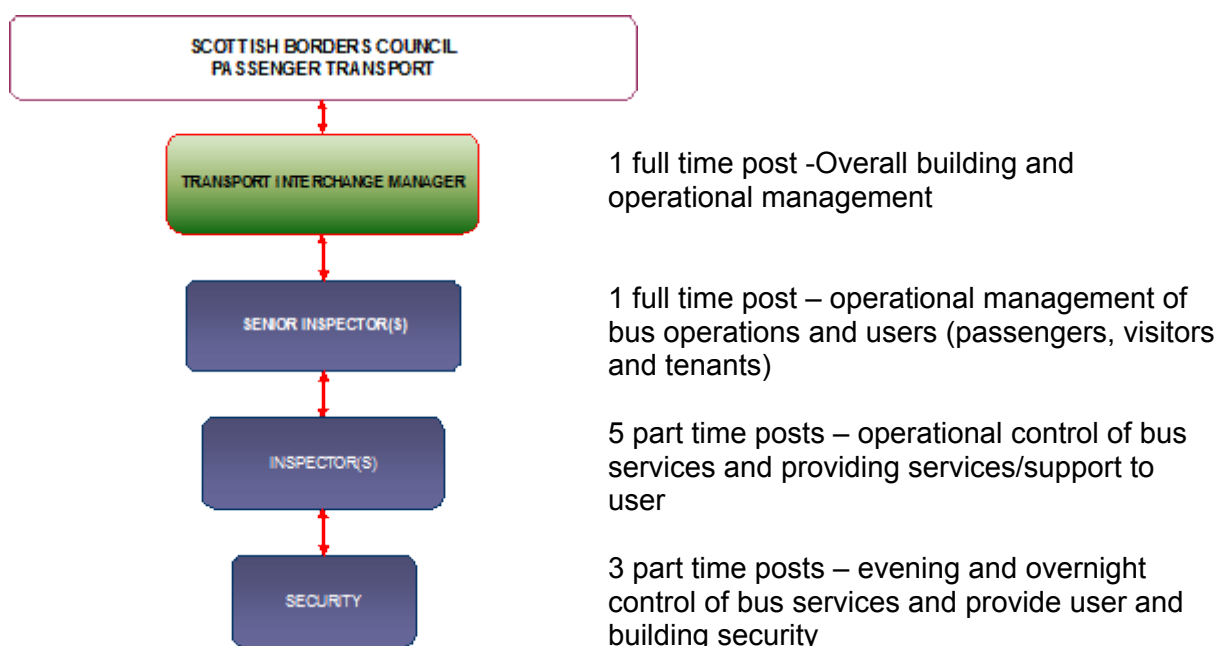 SCOTTISH BORDERS COUNCIL
PASSENGER TRANSPORT
TRANSPORT INTERCHANGE MANAGER
1 full time post -Overall building and
operational management
SENIOR INSPECTOR(S)
1 full time post – operational management of
bus operations and users (passengers, visitors
and tenants)
INSPECTOR(S)
5 part time posts – operational control of bus
services and providing services/support to
user
SECURITY
3 part time posts – evening and overnight
control of bus services and provide user and
building security